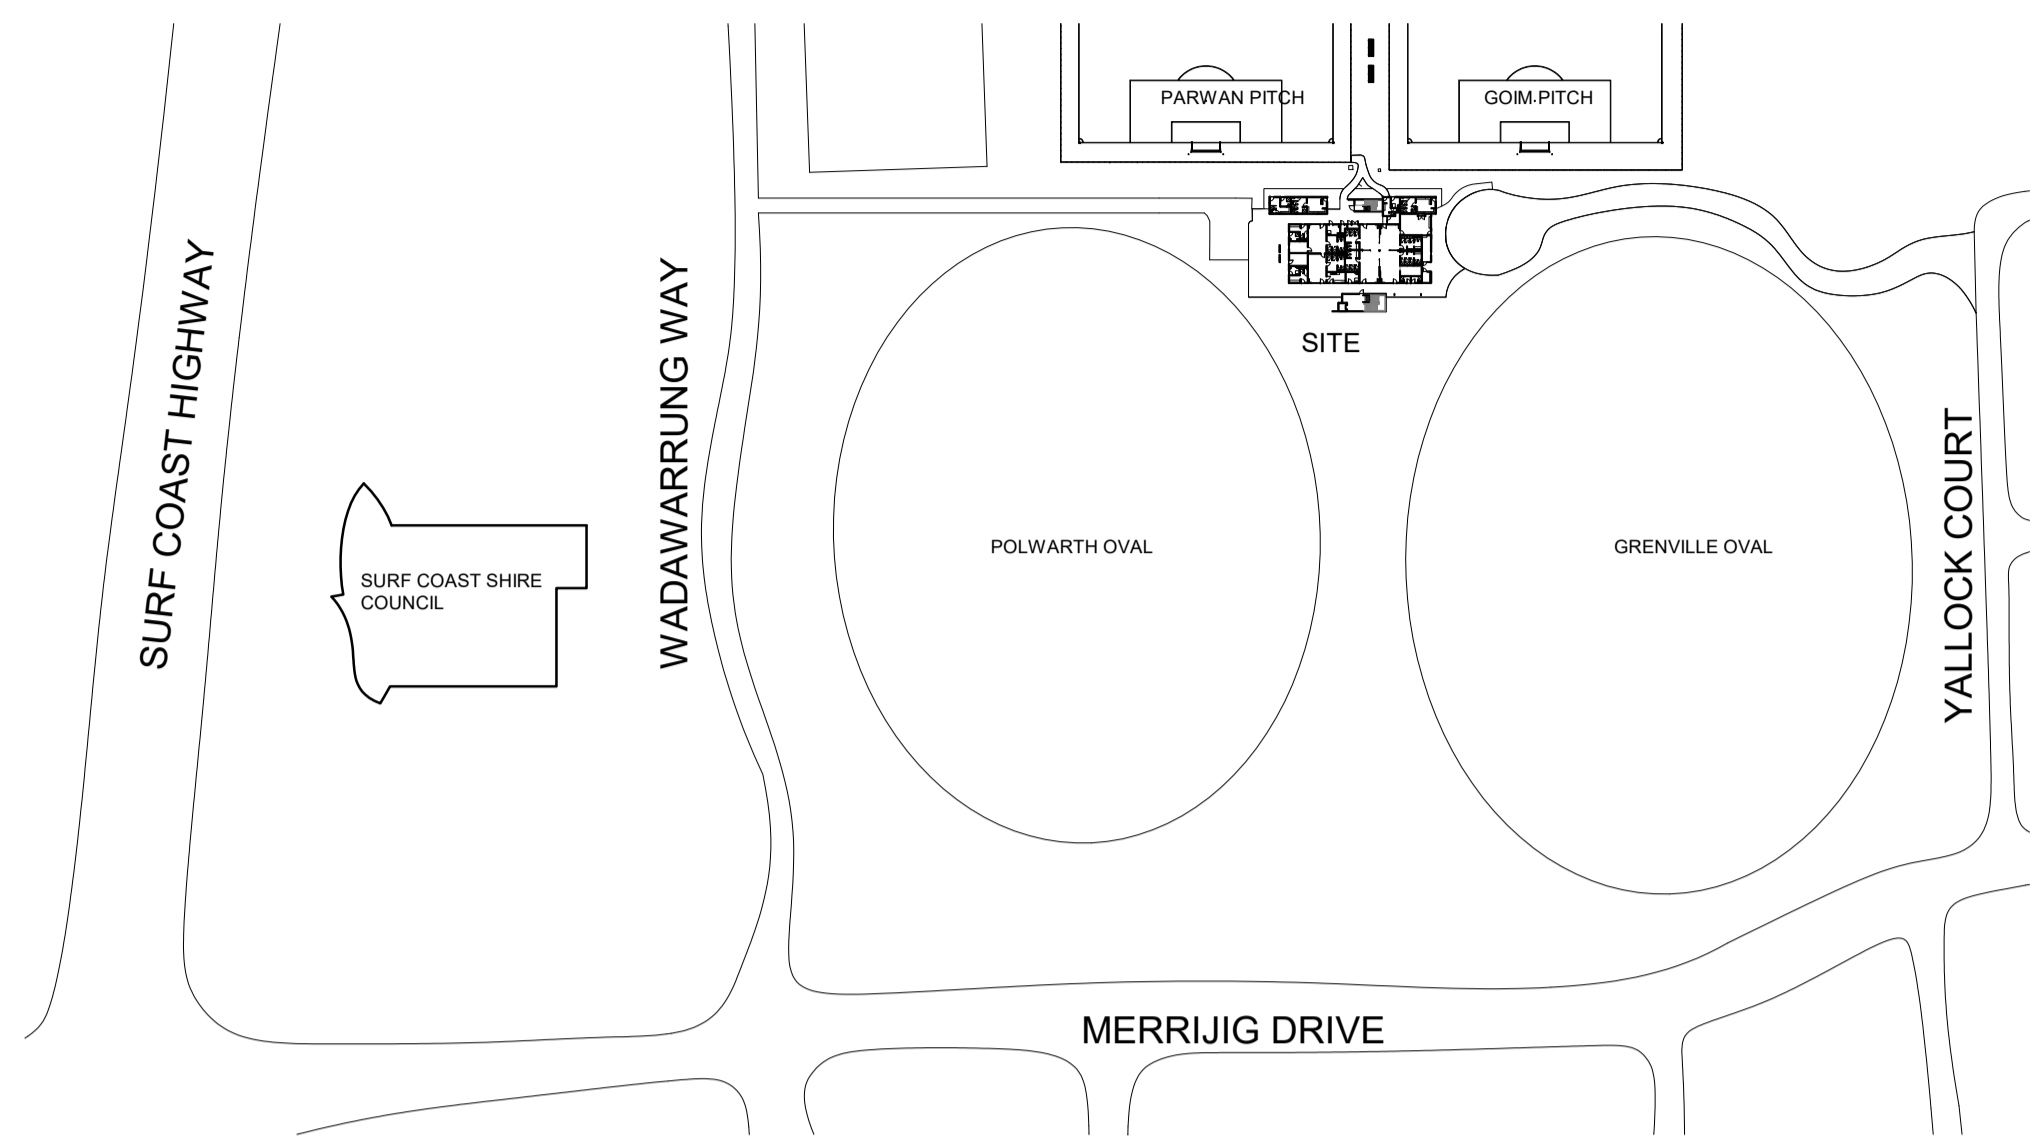 PARWAN PITCH
GOIM PITCH
SITE
SURF COAST HIGHWAY
WADAWARRUNG WAY
YALLOCK COURT
POLWARTH OVAL
GRENVILLE OVAL
SURF COAST SHIRE
COUNCIL
MERRIJIG DRIVE